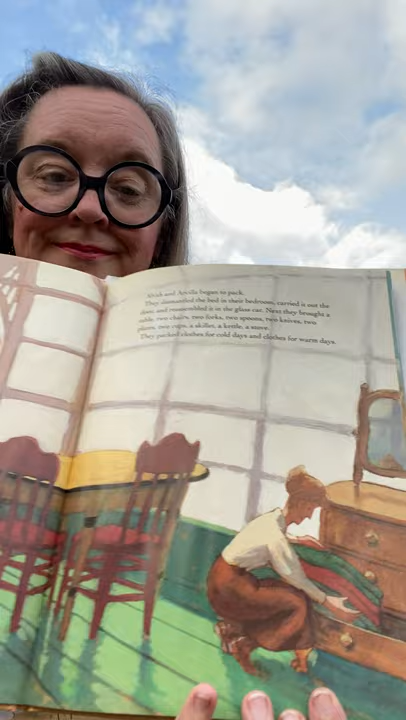 Ahiah and Arvilla began to pack.
They dismantled the bed in their bedroom, carried it out the
door, and reassembled it in the glass car. Next they brought a
table, two chairs, two forks, two spoons, two knives, two
plates, two cups, a skillet, a kettle, a stove.
They packed clothes for cold days and clothes for warm days.